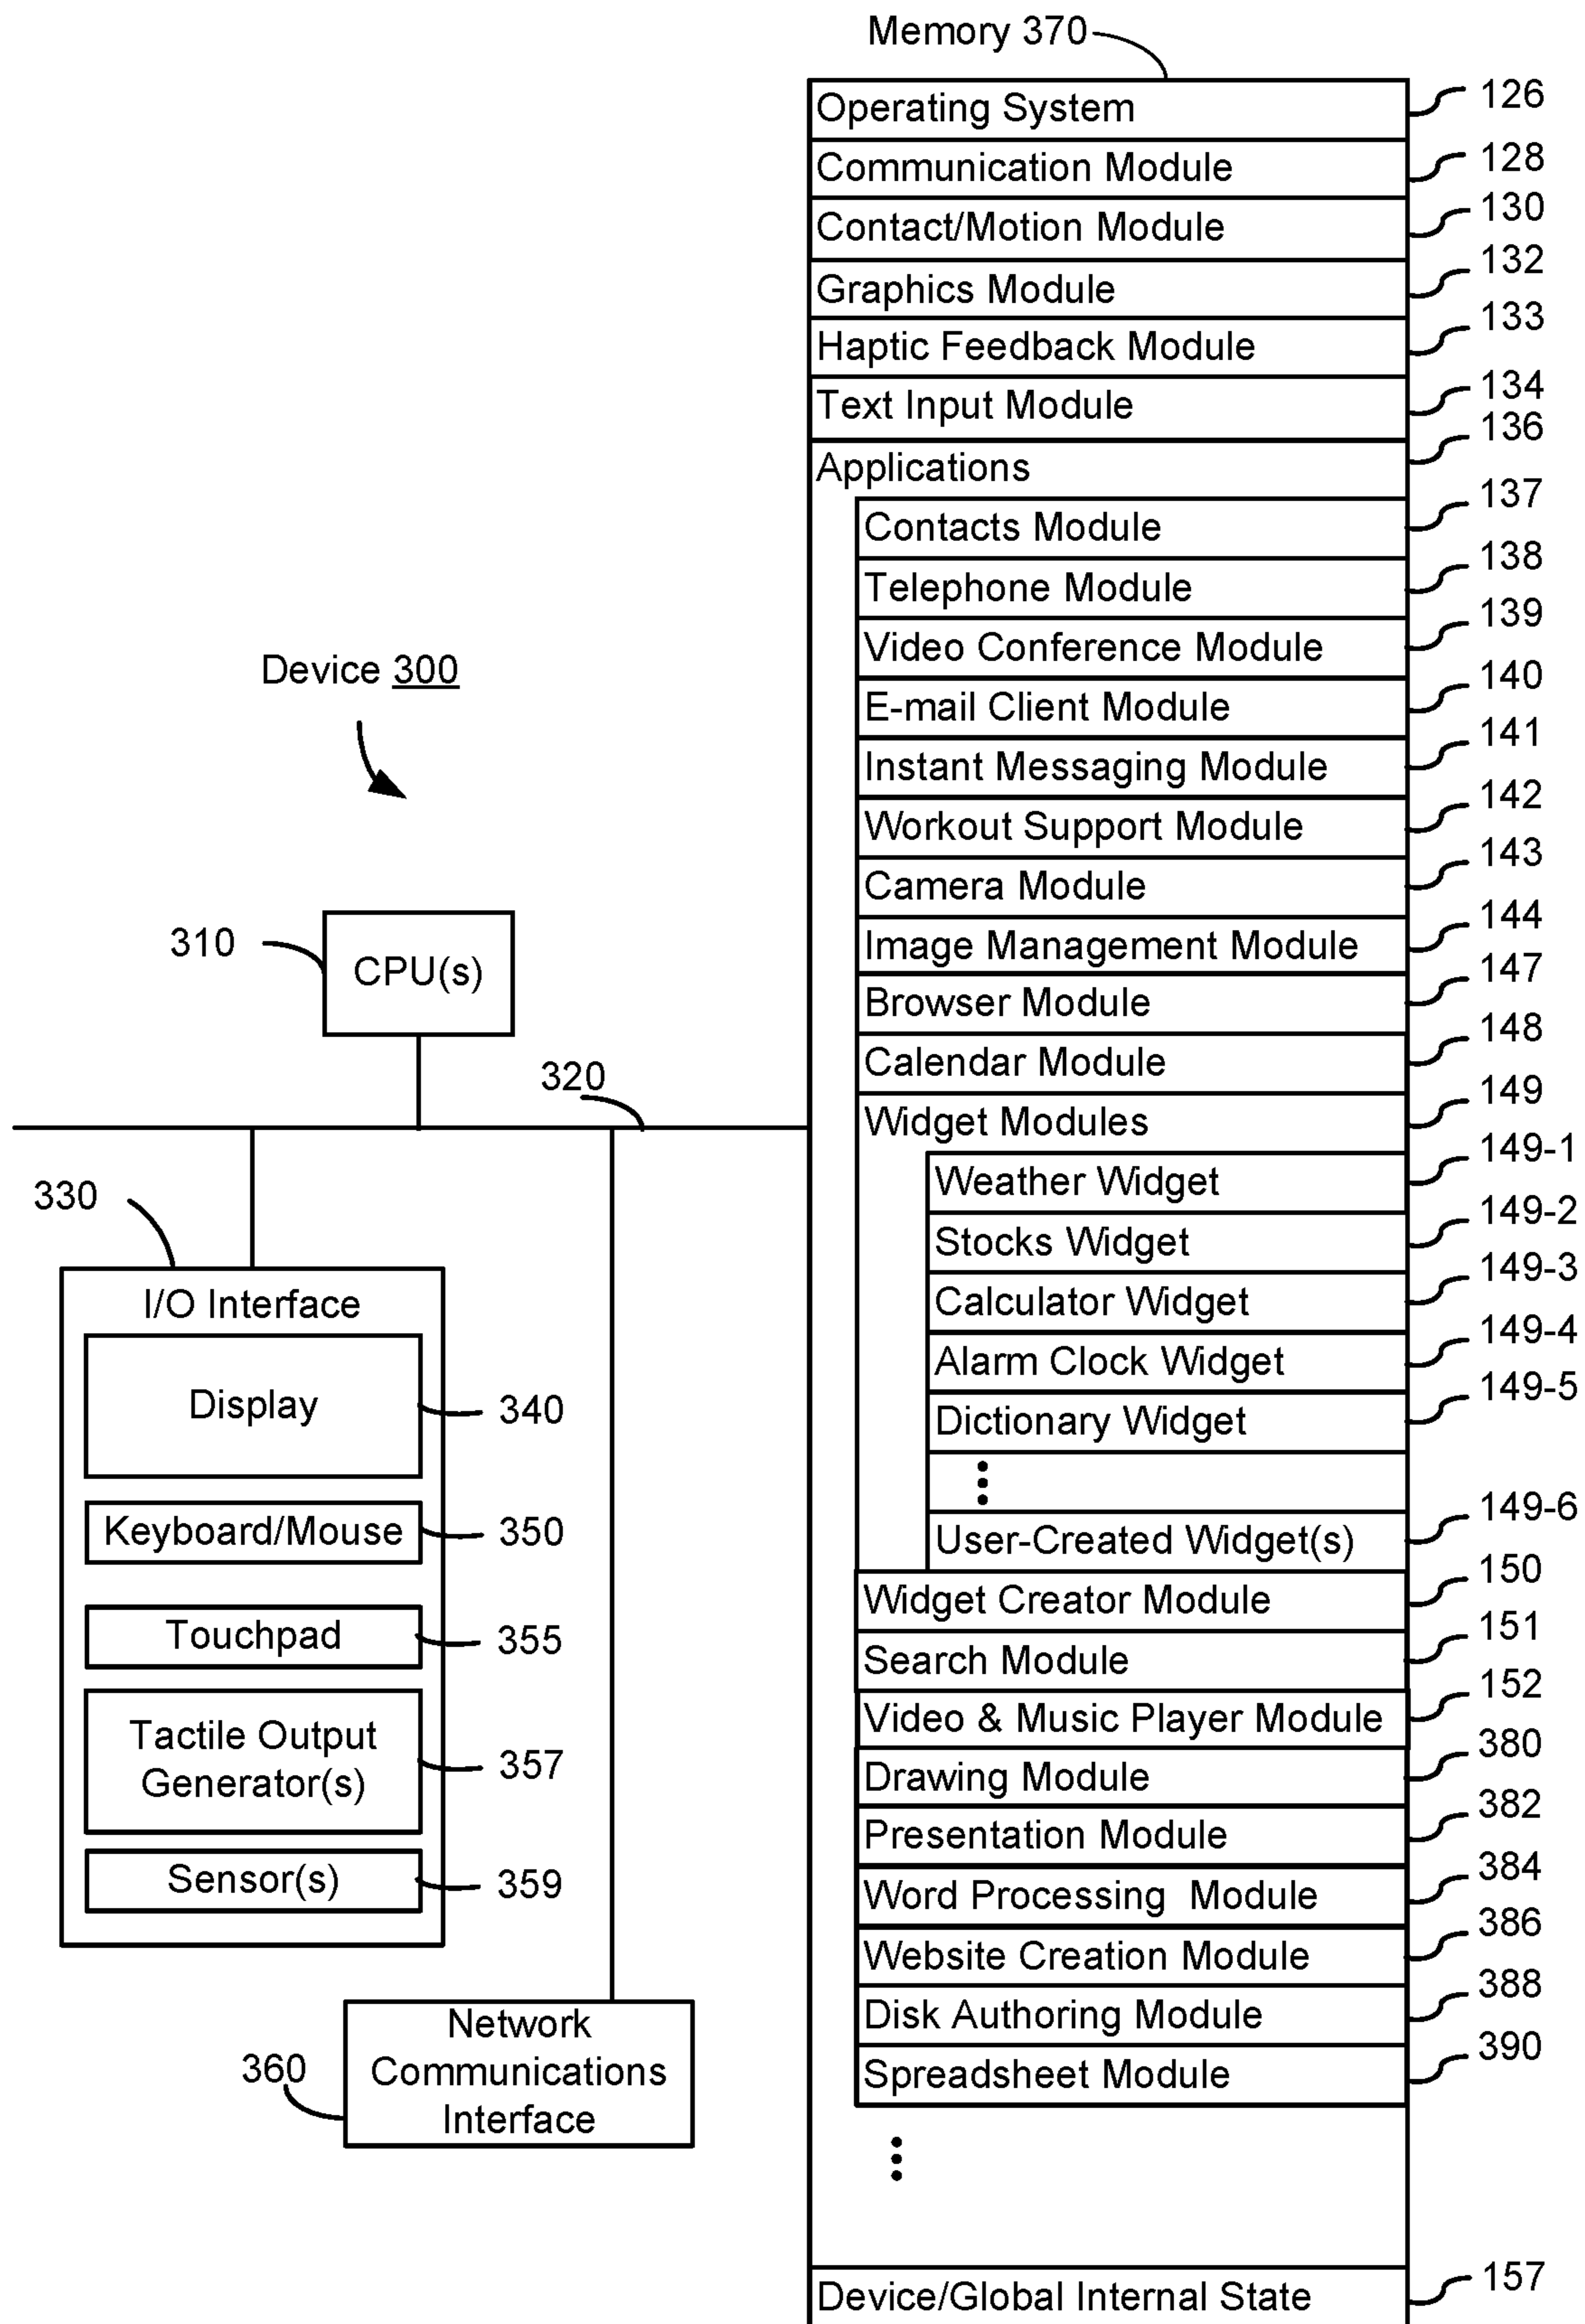 Memory 370
Operating System 126
Communication Module 128
Contact/Motion Module 130
Graphics Module 132
Haptic Feedback Module 133
Text Input Module 134
Applications 136
Contacts Module 137
Telephone Module 138
Video Conference Module 139
E-mail Client Module 140
Instant Messaging Module 141
Workout Support Module 142
Camera Module 143
Image Management Module 144
Browser Module 147
Calendar Module 148
Widget Modules 149
Weather Widget 149-1
Stocks Widget 149-2
Calculator Widget 149-3
Alarm Clock Widget 149-4
Dictionary Widget 149-5
User-Created Widget(s) 149-6
Widget Creator Module 150
Search Module 151
Video & Music Player Module 152
Drawing Module 380
Presentation Module 382
Word Processing Module 384
Website Creation Module 386
Disk Authoring Module 388
Spreadsheet Module 390
Device/Global Internal State 157
Device 300
310
CPU(s)
320
330
I/O Interface
Display 340
Keyboard/Mouse 350
Touchpad 355
Tactile Output
Generator(s) 357
Sensor(s) 359
360
Network
Communications
Interface